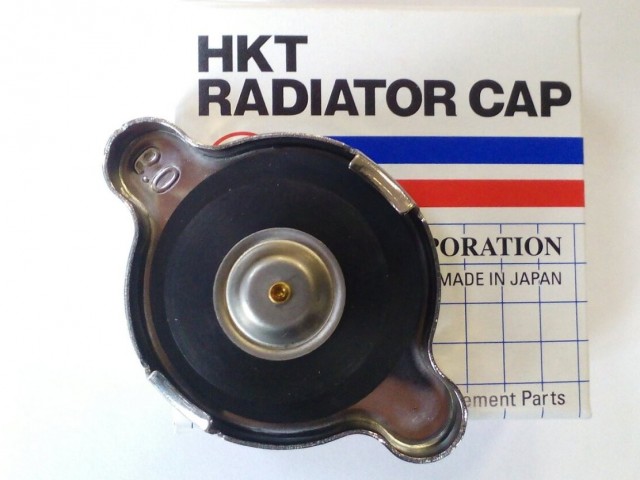 HKT
RADIATOR CAP
0.9
PORATION
MADE IN JAPAN
ement Parts